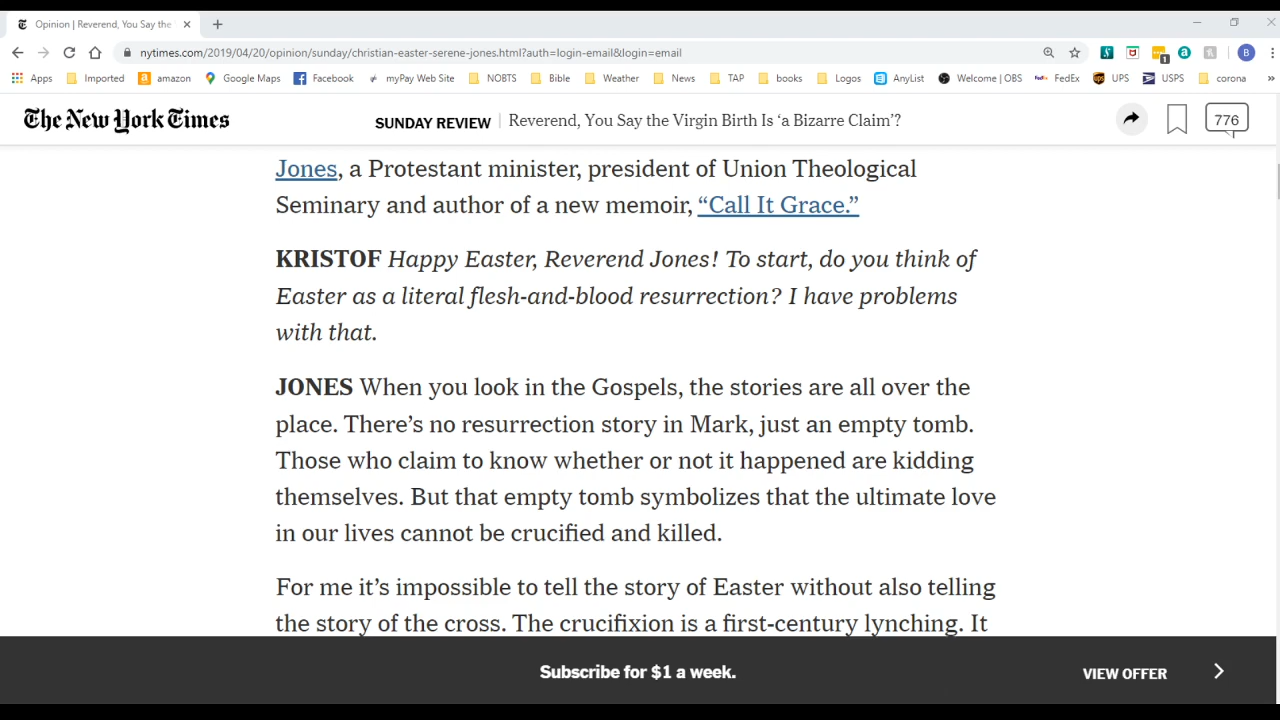 Opinion | Reverend, You Say the
nytimes.com/2019/04/20/opinion/sunday/christian-easter-serene-jones.html?auth=login-email&login=email
B
Apps Imported amazon Google Maps Facebook myPay Web Site NOBTS Bible Weather News TAP books Logos AnyList Welcome | OBS FedEx UPS USPS corona »
The New York Times
SUNDAY REVIEW | Reverend, You Say the Virgin Birth Is ‘a Bizarre Claim’?
776
Jones, a Protestant minister, president of Union Theological
Seminary and author of a new memoir, “Call It Grace.”
KRISTOF Happy Easter, Reverend Jones! To start, do you think of
Easter as a literal flesh-and-blood resurrection? I have problems
with that.
JONES When you look in the Gospels, the stories are all over the
place. There’s no resurrection story in Mark, just an empty tomb.
Those who claim to know whether or not it happened are kidding
themselves. But that empty tomb symbolizes that the ultimate love
in our lives cannot be crucified and killed.
For me it’s impossible to tell the story of Easter without also telling
the story of the cross. The crucifixion is a first-century lynching. It
Subscribe for $1 a week.
VIEW OFFER